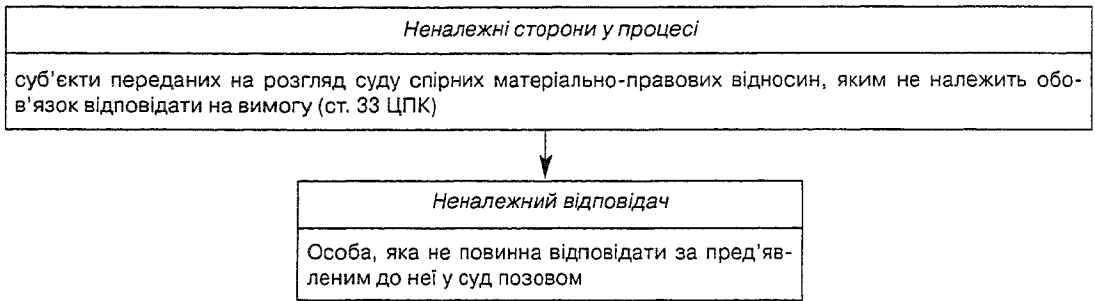 Неналежні сторони у процесі
суб’єкти переданих на розгляд суду спірних матеріально-правових відносин, яким не належить обо-
в’язок відповідати на вимогу (ст. 33 ЦПК)
Неналежний відповідач
Особа, яка не повинна відповідати за пред’яв-
леним до неї у суд позовом